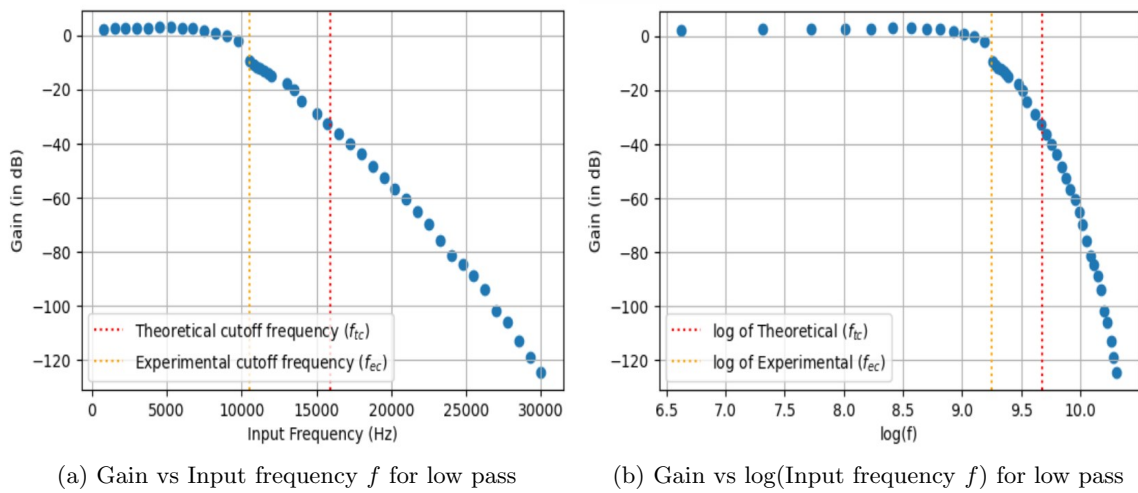 Gain (in dB)
0
−20
−40
−60
−80
−100
−120
Theoretical cutoff frequency (f_tc)
Experimental cutoff frequency (f_ec)
0 5000 10000 15000 20000 25000 30000
Input Frequency (Hz)
(a) Gain vs Input frequency f for low pass
Gain (in dB)
0
−20
−40
−60
−80
−100
−120
log of Theoretical (f_tc)
log of Experimental (f_ec)
6.5 7.0 7.5 8.0 8.5 9.0 9.5 10.0
log(f)
(b) Gain vs log(Input frequency f) for low pass